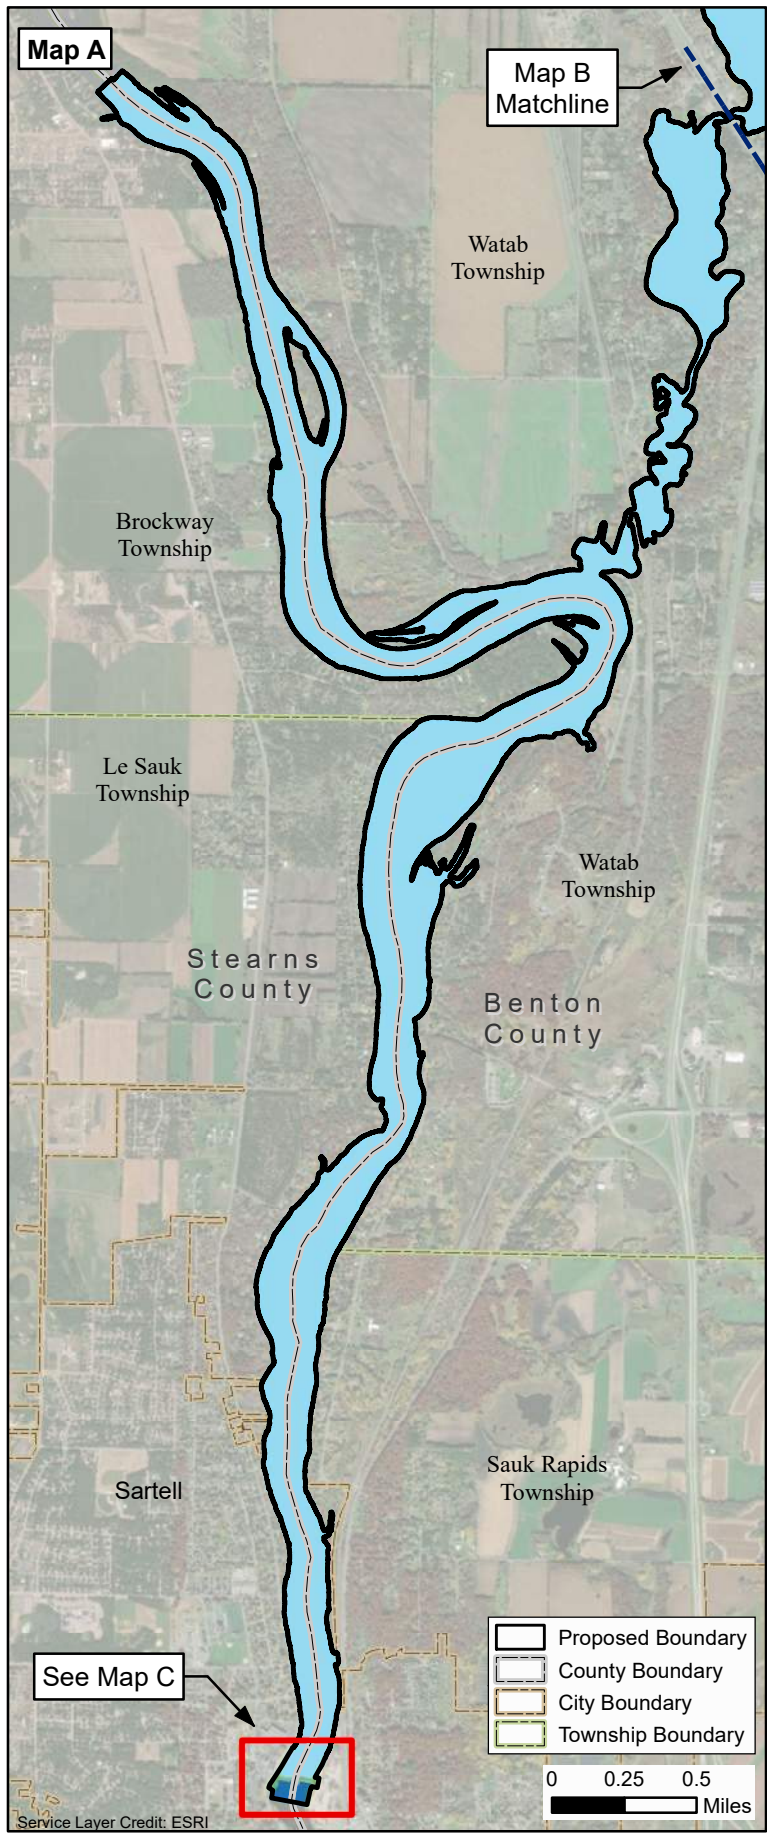 Map A
Map B
Matchline
Watab
Township
Brockway
Township
Le Sauk
Township
Watab
Township
Stearns
County
Benton
County
Sartell
Sauk Rapids
Township
See Map C
Proposed Boundary
County Boundary
City Boundary
Township Boundary
0 0.25 0.5
Miles
Service Layer Credit: ESRI